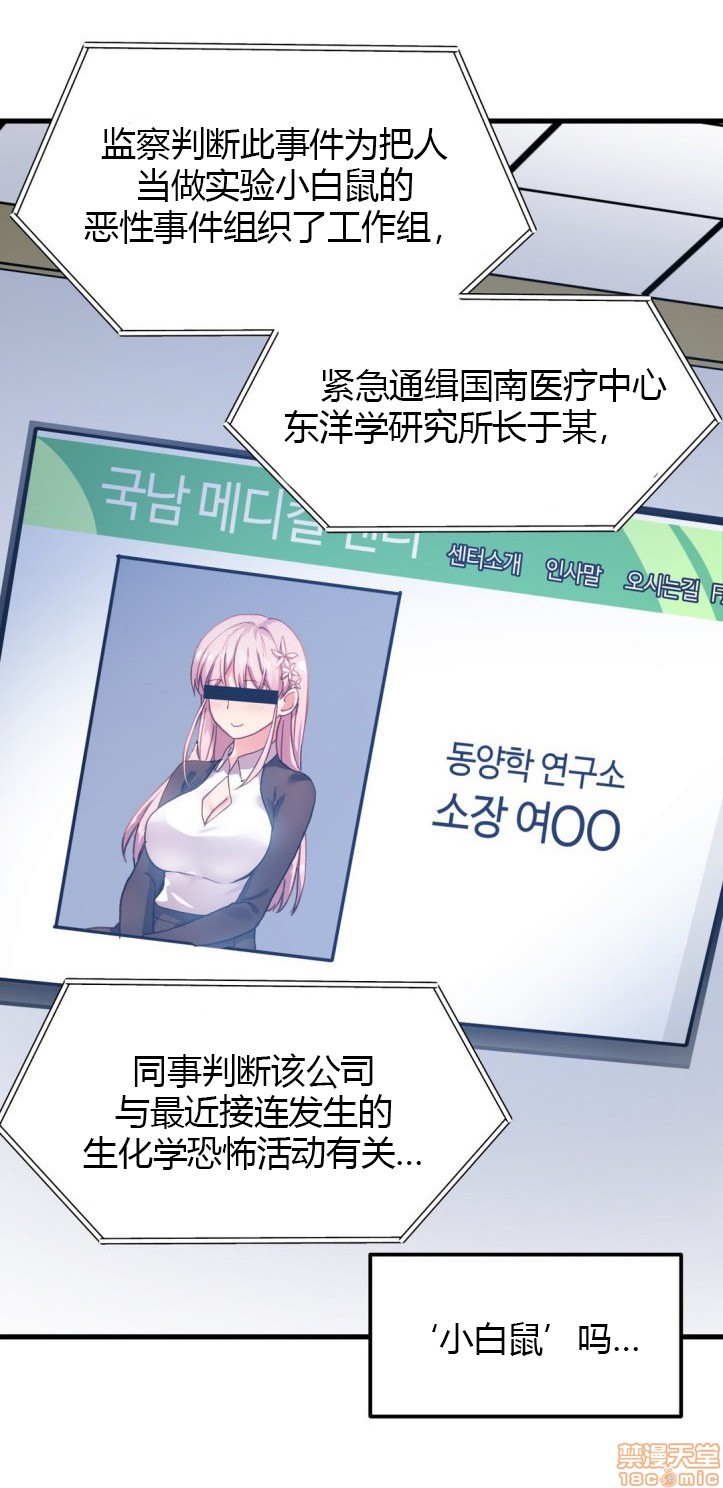 监察判断此事件为把人
当做实验小白鼠的
恶性事件组织了工作组,
紧急通缉国南医疗中心
东洋学研究所长于某,
국남 메디컬 센터
센터소개 인사말 오시는길
동양학 연구소
소장 여OO
同事判断该公司
与最近接连发生的
生化学恐怖活动有关...
‘小白鼠’吗...
禁漫天堂
18comic